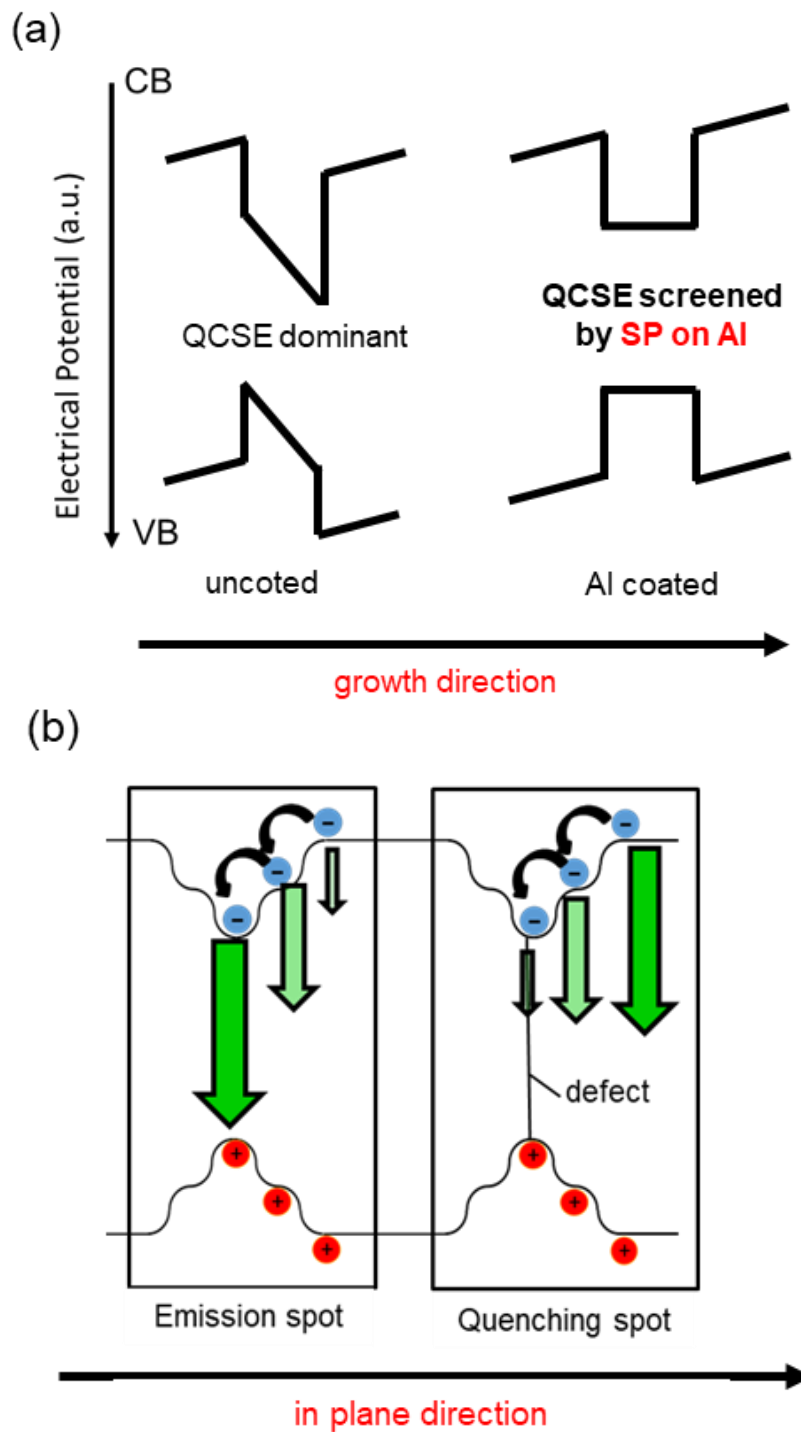 (a)
CB
Electrical Potential (a.u.)
VB
QCSE dominant
QCSE screened
by SP on Al
uncoted
Al coated
growth direction
(b)
-
-
-
-
-
-
defect
+
+
+
+
+
+
Emission spot
Quenching spot
in plane direction